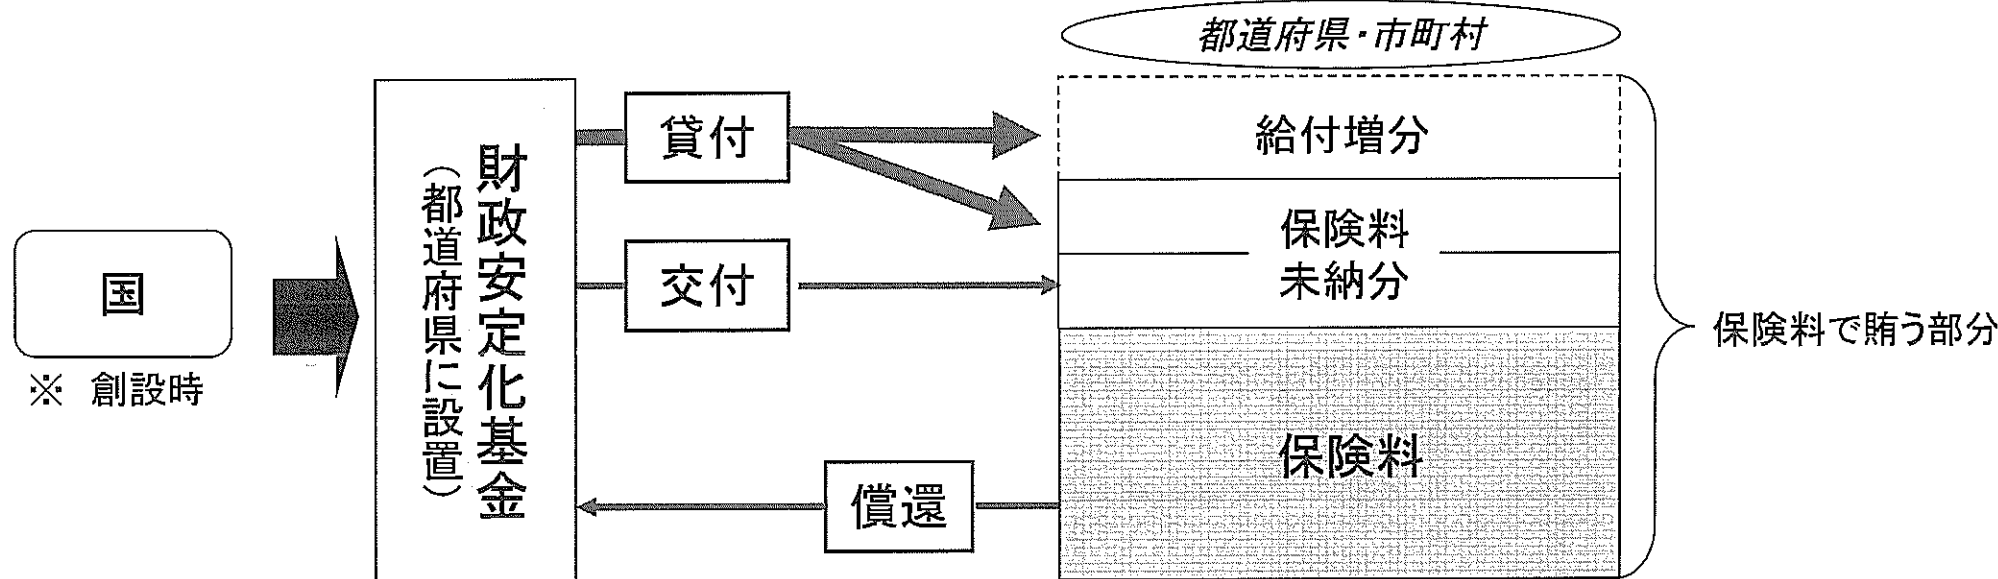 都道府県・市町村
国
※ 創設時
財政安定化基金
（都道府県に設置）
貸付
交付
償還
給付増分
保険料
未納分
保険料
保険料で賄う部分